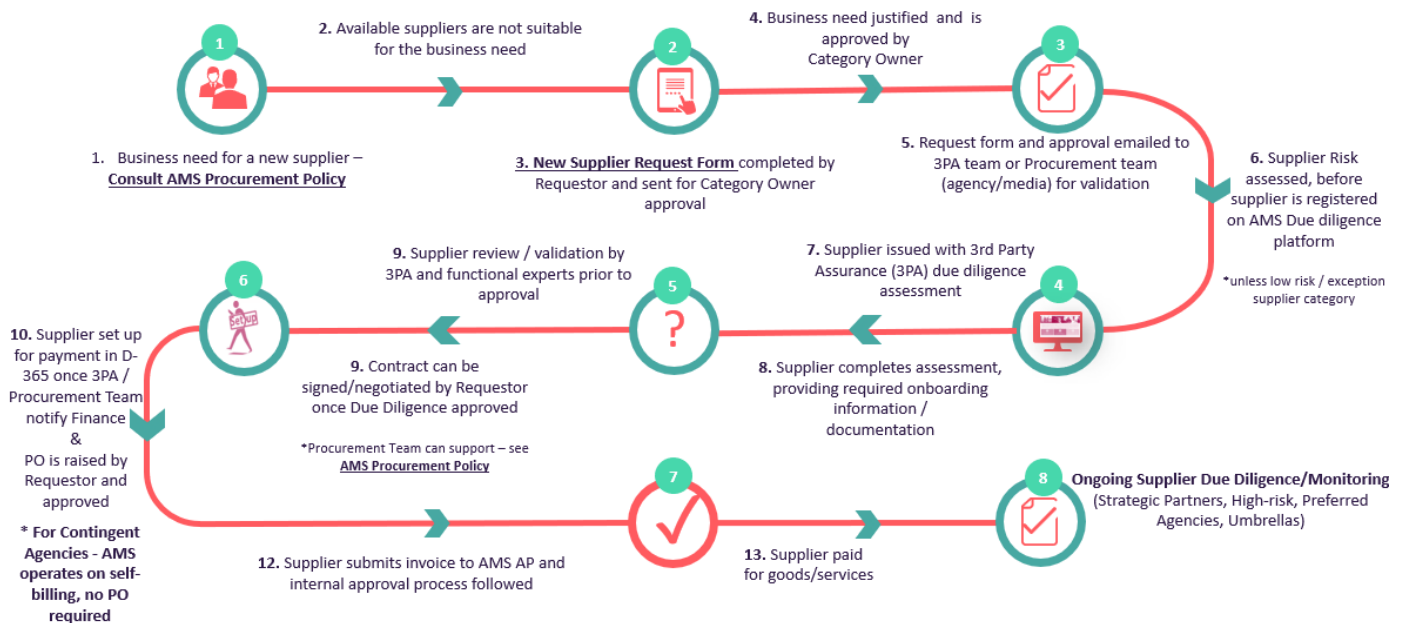 1
2. Available suppliers are not suitable
for the business need
2
4. Business need justified and is
approved by
Category Owner
3
1. Business need for a new supplier –
Consult AMS Procurement Policy
3. New Supplier Request Form completed by
Requestor and sent for Category Owner
approval
5. Request form and approval emailed to
3PA team or Procurement team
(agency/media) for validation
6. Supplier Risk
assessed, before
supplier is registered
on AMS Due diligence
platform
*unless low risk / exception
supplier category
4
7. Supplier issued with 3rd Party
Assurance (3PA) due diligence
assessment
8. Supplier completes assessment,
providing required onboarding
information /
documentation
5
?
9. Supplier review / validation by
3PA and functional experts prior to
approval
9. Contract can be
signed/negotiated by Requestor
once Due Diligence approved
*Procurement Team can support – see
AMS Procurement Policy
6
Set up
10. Supplier set up
for payment in D-
365 once 3PA /
Procurement Team
notify Finance
&
PO is raised by
Requestor and
approved
* For Contingent
Agencies - AMS
operates on self-
billing, no PO
required
12. Supplier submits invoice to AMS AP and
internal approval process followed
7
13. Supplier paid
for goods/services
8
Ongoing Supplier Due Diligence/Monitoring
(Strategic Partners, High-risk, Preferred
Agencies, Umbrellas)